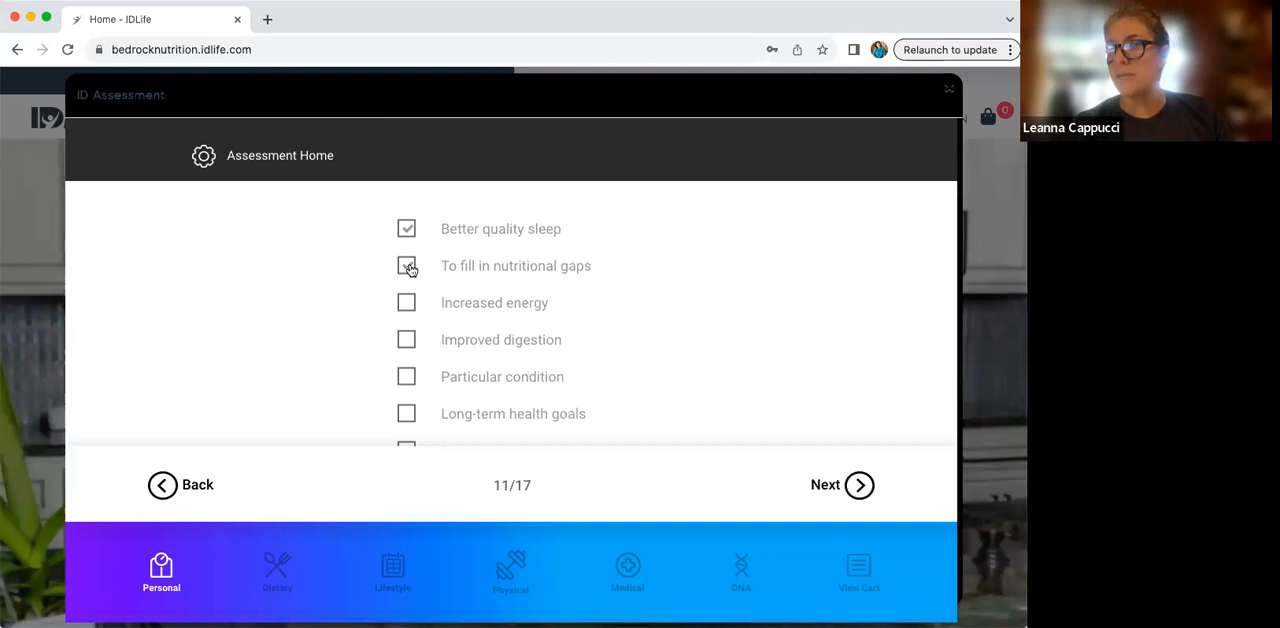 Home - IDLife
bedrocknutrition.idlife.com
Relaunch to update
ID Assessment
ID
0
Leanna Cappucci
Assessment Home
Better quality sleep
To fill in nutritional gaps
Increased energy
Improved digestion
Particular condition
Long-term health goals
Back
11/17
Next
Personal
Dietary
Lifestyle
Physical
Medical
DNA
View Cart